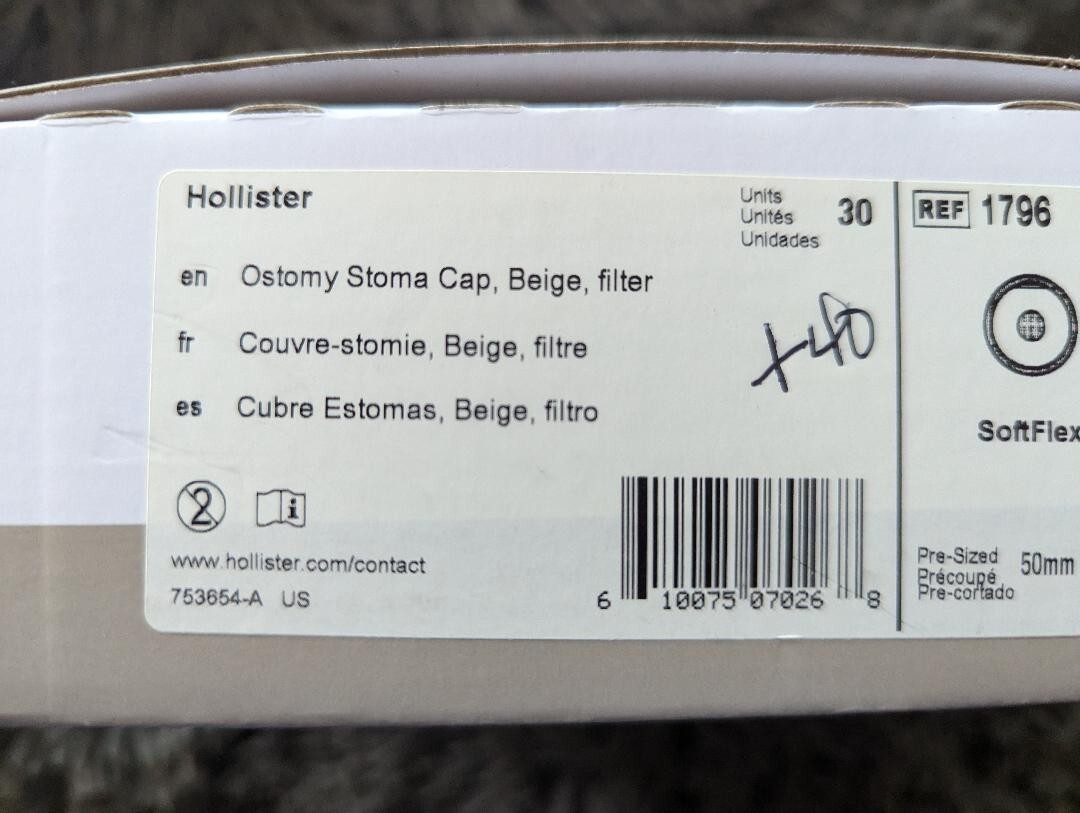 Hollister
Units
Unités
Unidades
30
REF 1796
en Ostomy Stoma Cap, Beige, filter
fr Couvre-stomie, Beige, filtre
es Cubre Estomas, Beige, filtro
+40
SoftFlex
2
i
www.hollister.com/contact
753654-A US
6 10075 07026 8
Pre-Sized
Précoupé
Pre-cortado
50mm